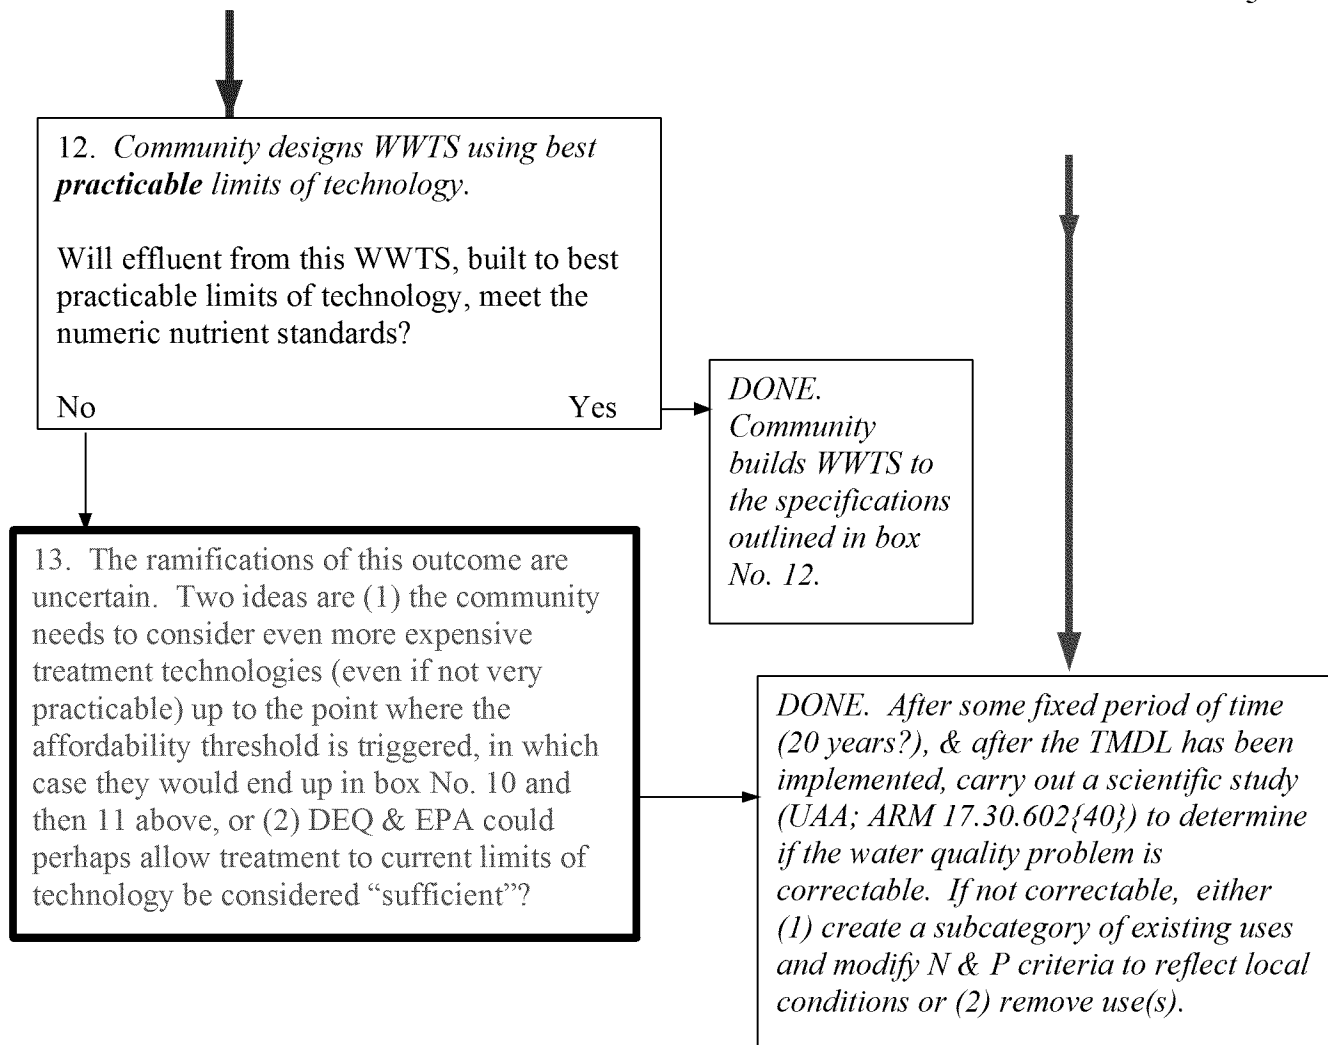 12. Community designs WWTS using best
practicable limits of technology.
Will effluent from this WWTS, built to best
practicable limits of technology, meet the
numeric nutrient standards?
No Yes
DONE.
Community
builds WWTS to
the specifications
outlined in box
No. 12.
13. The ramifications of this outcome are
uncertain. Two ideas are (1) the community
needs to consider even more expensive
treatment technologies (even if not very
practicable) up to the point where the
affordability threshold is triggered, in which
case they would end up in box No. 10 and
then 11 above, or (2) DEQ & EPA could
perhaps allow treatment to current limits of
technology be considered “sufficient”?
DONE. After some fixed period of time
(20 years?), & after the TMDL has been
implemented, carry out a scientific study
(UAA; ARM 17.30.602{40}) to determine
if the water quality problem is
correctable. If not correctable, either
(1) create a subcategory of existing uses
and modify N & P criteria to reflect local
conditions or (2) remove use(s).